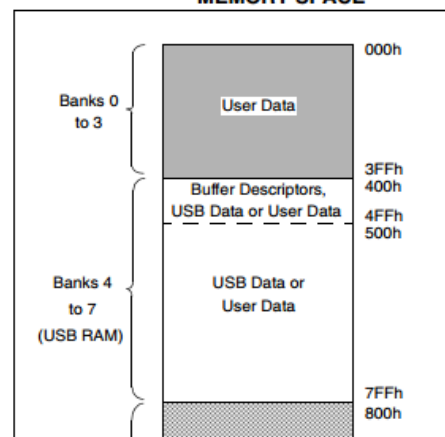 MEMORY SPACE
000h
Banks 0
to 3
User Data
3FFh
400h
Buffer Descriptors,
USB Data or User Data
4FFh
500h
Banks 4
to 7
(USB RAM)
USB Data or
User Data
7FFh
800h